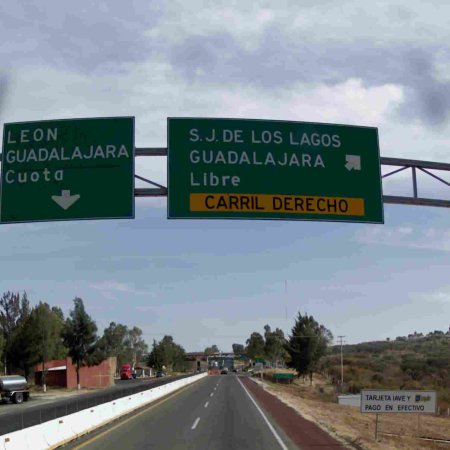 LEON
GUADALAJARA
Cuota
S.J. DE LOS LAGOS
GUADALAJARA
Libre
CARRIL DERECHO
TARJETA IAVE Y
PAGO EN EFECTIVO